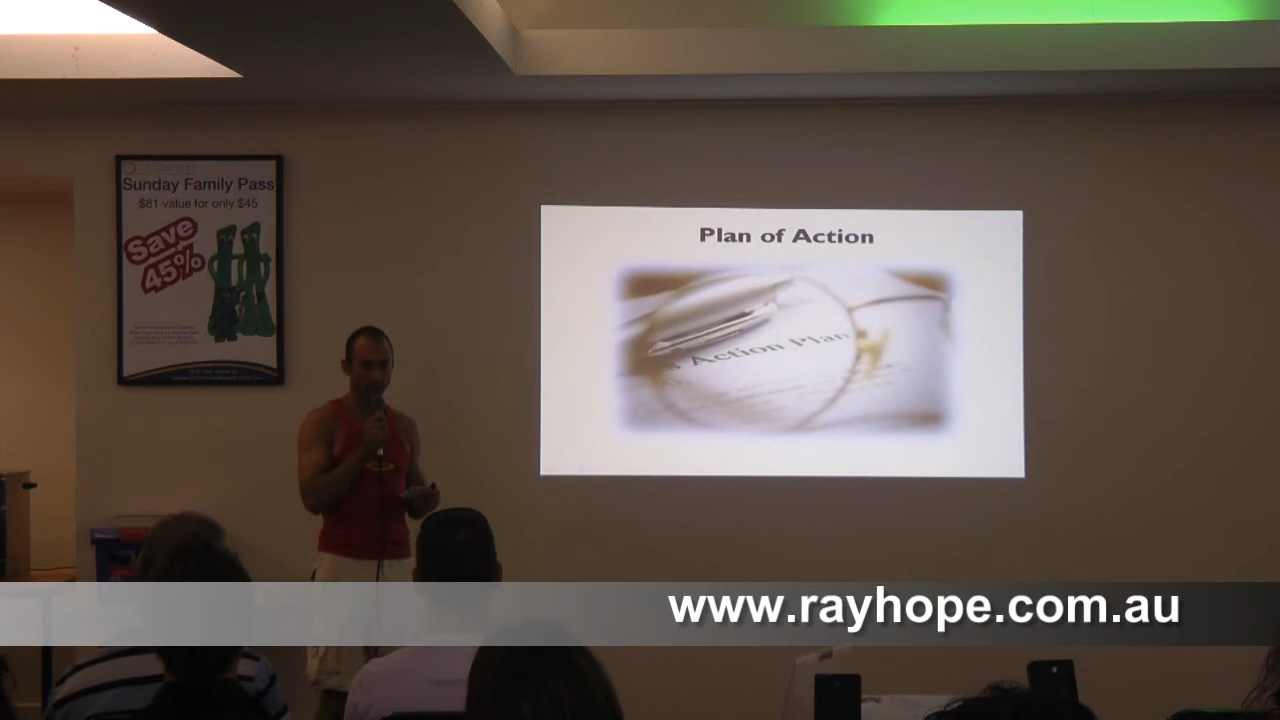 Sunday Family Pass
$81 value for only $45
Save
45%
Plan of Action
Action Plan
www.rayhope.com.au